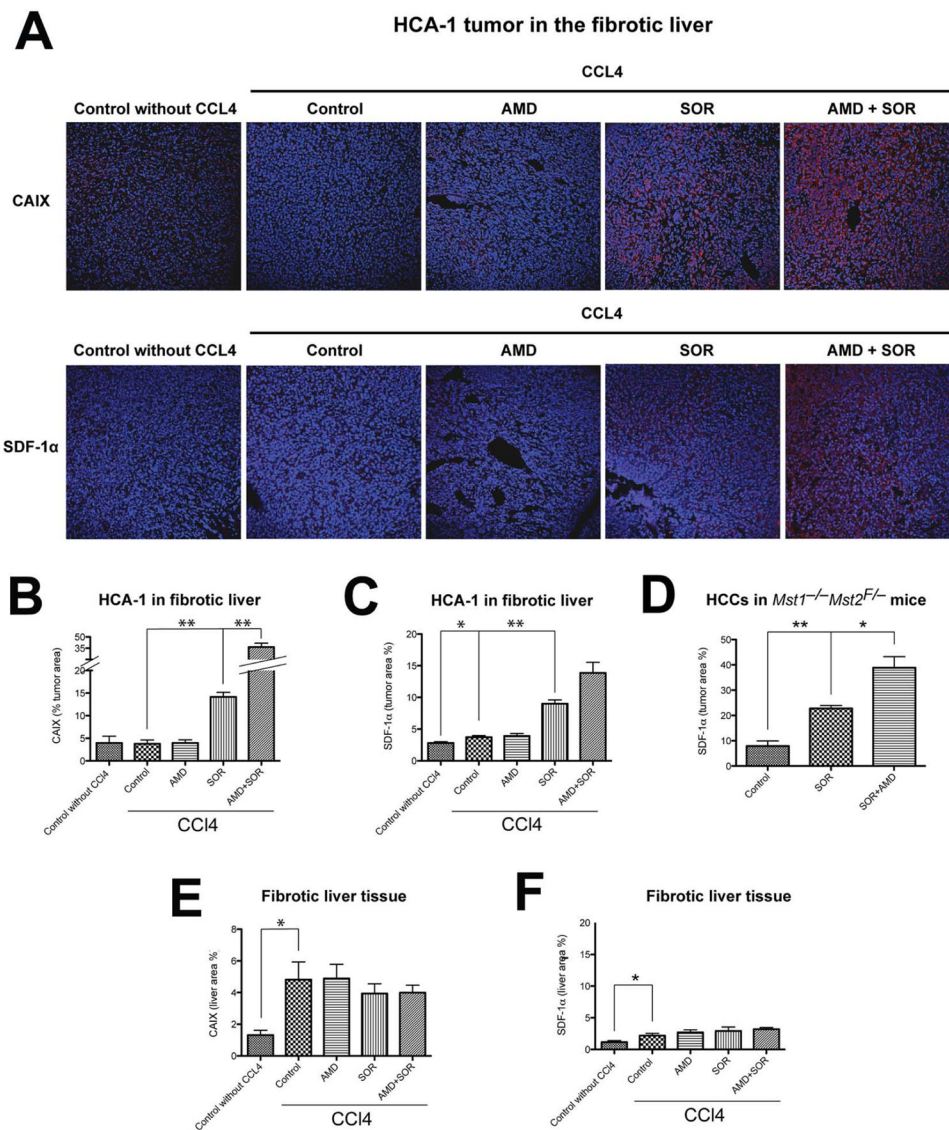 A
HCA-1 tumor in the fibrotic liver
CCL4
Control without CCL4 Control AMD SOR AMD + SOR
CAIX
CCL4
Control without CCL4 Control AMD SOR AMD + SOR
SDF-1α
B
HCA-1 in fibrotic liver
** **
CAIX (% tumor area)
50
35
20
15
10
5
0
Control without CCl4
Control
AMD
SOR
AMD+SOR
CCl4
C
HCA-1 in fibrotic liver
* **
SDF-1α (tumor area %)
20
15
10
5
0
Control without CCl4
Control
AMD
SOR
AMD+SOR
CCl4
D
HCCs in Mst1–/–Mst2F/– mice
** *
SDF-1α (tumor area %)
50
40
30
20
10
0
Control
SOR
SOR+AMD
E
Fibrotic liver tissue
*
CAIX (liver area %
8
6
4
2
0
Control without CCL4
Control
AMD
SOR
AMD+SOR
CCl4
F
Fibrotic liver tissue
*
SDF-1α (liver area %)
20
15
10
5
0
Control without CCl4
Control
AMD
SOR
AMD+SOR
CCl4